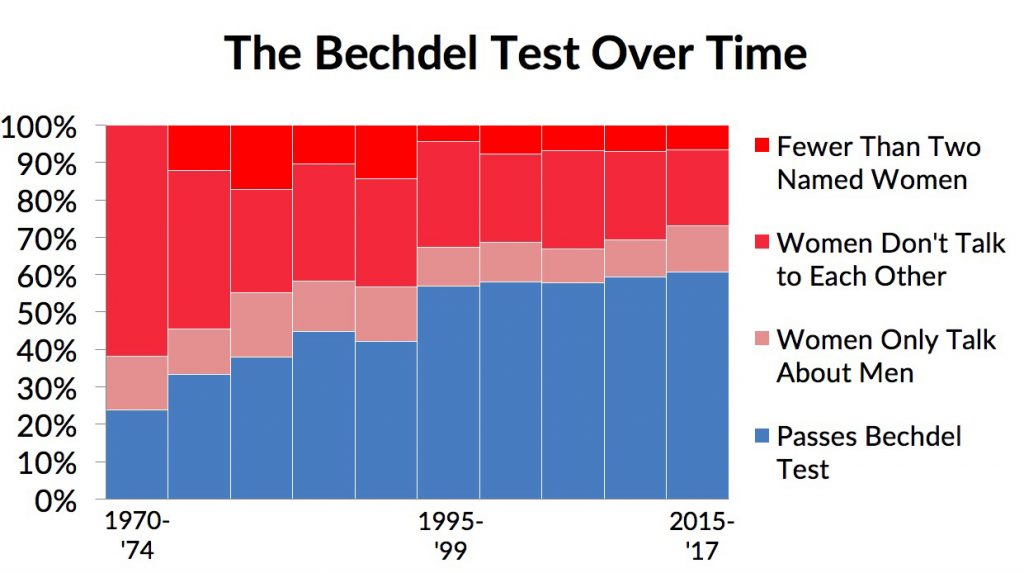 The Bechdel Test Over Time
100%
90%
80%
70%
60%
50%
40%
30%
20%
10%
0%
1970-
'74
1995-
'99
2015-
'17
Fewer Than Two
Named Women
Women Don't Talk
to Each Other
Women Only Talk
About Men
Passes Bechdel
Test